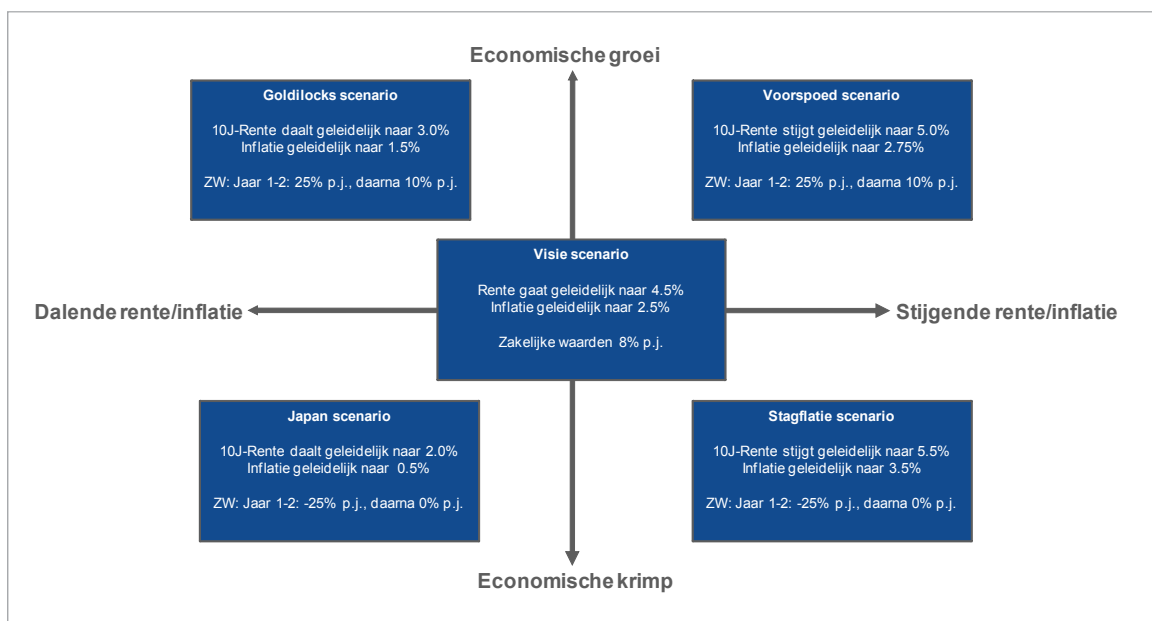 Economische groei
Goldilocks scenario
10J-Rente daalt geleidelijk naar 3.0%
Inflatie geleidelijk naar 1.5%
ZW: Jaar 1-2: 25% p.j., daarna 10% p.j.
Voorspoed scenario
10J-Rente stijgt geleidelijk naar 5.0%
Inflatie geleidelijk naar 2.75%
ZW: Jaar 1-2: 25% p.j., daarna 10% p.j.
Visie scenario
Rente gaat geleidelijk naar 4.5%
Inflatie geleidelijk naar 2.5%
Zakelijke waarden 8% p.j.
Dalende rente/inflatie
Stijgende rente/inflatie
Japan scenario
10J-Rente daalt geleidelijk naar 2.0%
Inflatie geleidelijk naar 0.5%
ZW: Jaar 1-2: -25% p.j., daarna 0% p.j.
Stagflatie scenario
10J-Rente stijgt geleidelijk naar 5.5%
Inflatie geleidelijk naar 3.5%
ZW: Jaar 1-2: -25% p.j., daarna 0% p.j.
Economische krimp